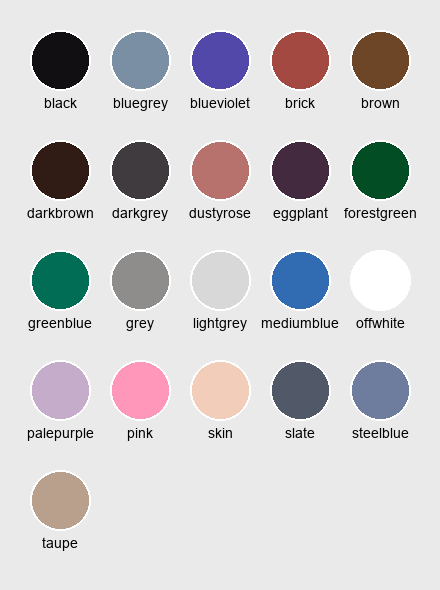 black bluegrey blueviolet brick brown
darkbrown darkgrey dustyrose eggplant forestgreen
greenblue grey lightgrey mediumblue offwhite
palepurple pink skin slate steelblue
taupe